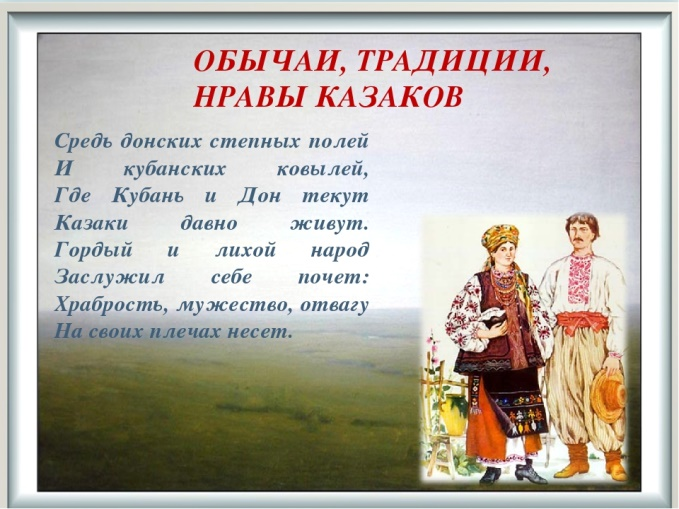 ОБЫЧАИ, ТРАДИЦИИ,
НРАВЫ КАЗАКОВ
Средь донских степных полей
И кубанских ковылей,
Где Кубань и Дон текут
Казаки давно живут.
Гордый и лихой народ
Заслужил себе почет:
Храбрость, мужество, отвагу
На своих плечах несет.